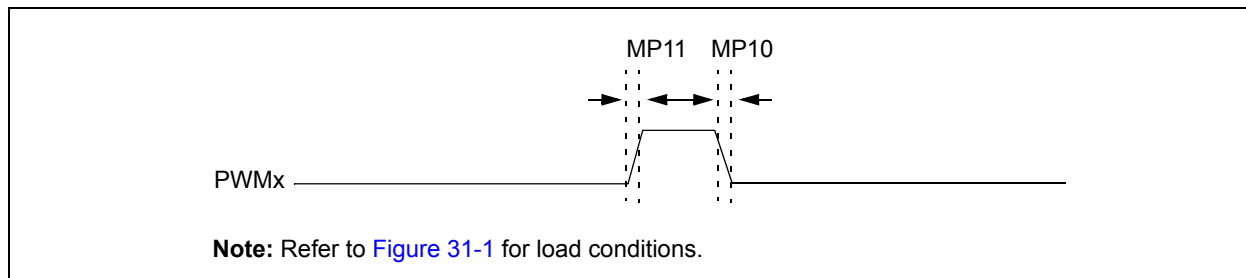 MP11 MP10
PWMx
Note: Refer to Figure 31-1 for load conditions.